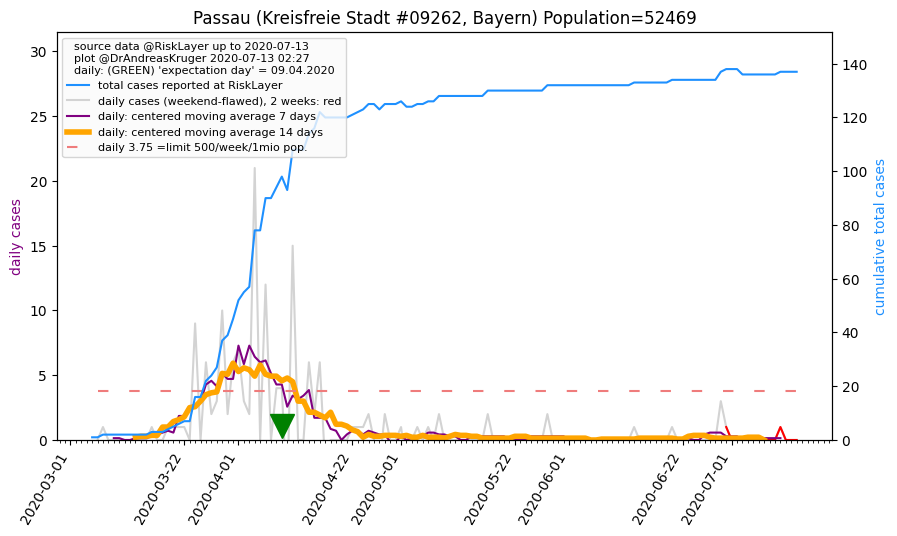 Passau (Kreisfreie Stadt #09262, Bayern) Population=52469
source data @RiskLayer up to 2020-07-13
plot @DrAndreasKruger 2020-07-13 02:27
daily: (GREEN) 'expectation day' = 09.04.2020
total cases reported at RiskLayer
daily cases (weekend-flawed), 2 weeks: red
daily: centered moving average 7 days
daily: centered moving average 14 days
daily 3.75 =limit 500/week/1mio pop.
daily cases
30
25
20
15
10
5
0
cumulative total cases
140
120
100
80
60
40
20
0
2020-03-01
2020-03-22
2020-04-01
2020-04-22
2020-05-01
2020-05-22
2020-06-01
2020-06-22
2020-07-01